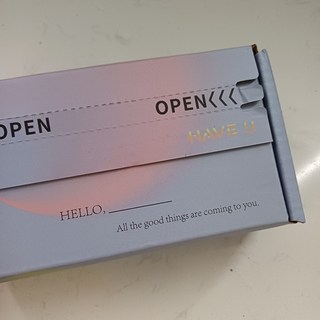 OPEN
OPEN<<<
HELLO, ________
All the good things are coming to you.